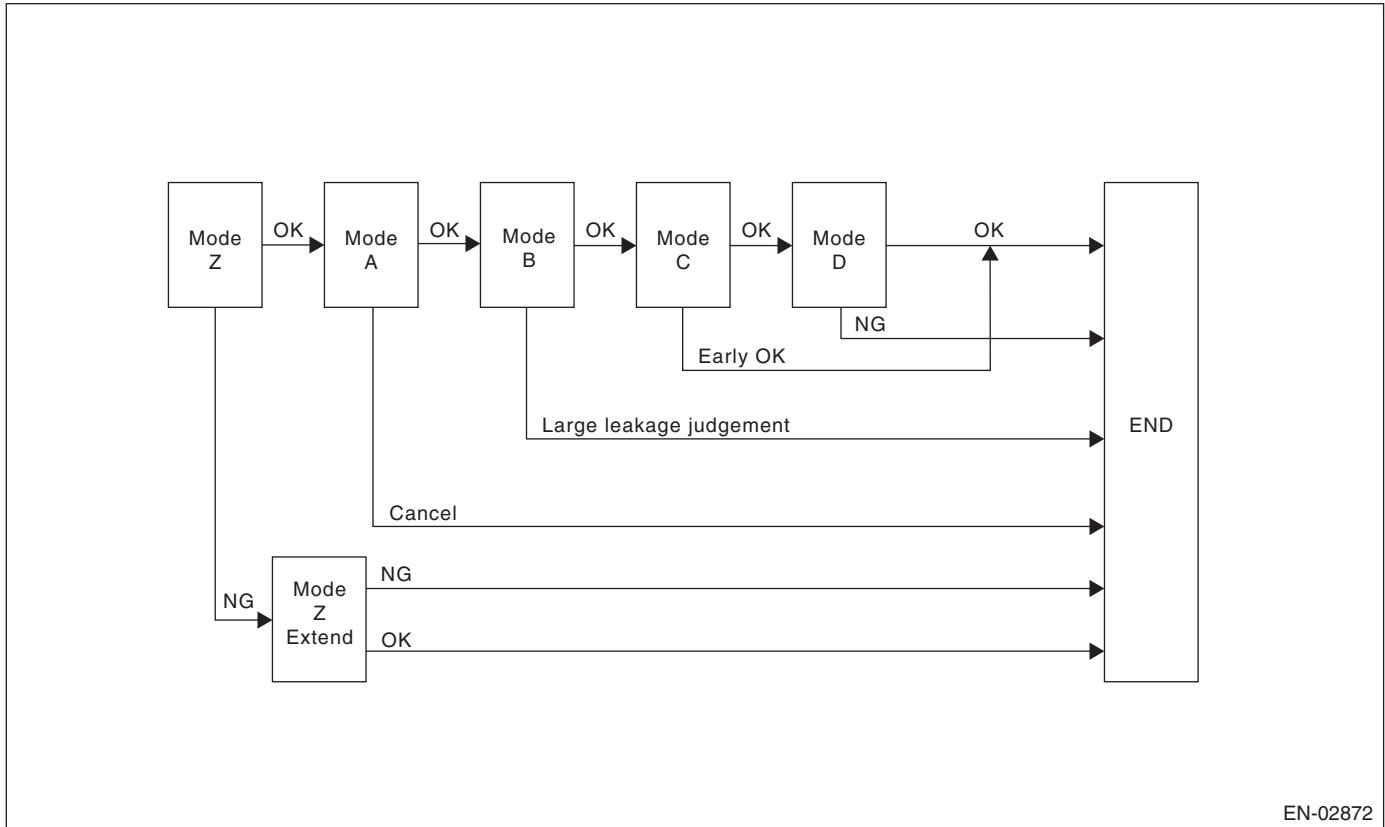 Mode
Z
OK
Mode
A
OK
Mode
B
OK
Mode
C
OK
Mode
D
OK
NG
Early OK
Large leakage judgement
END
Cancel
NG
Mode
Z
Extend
NG
OK
EN-02872